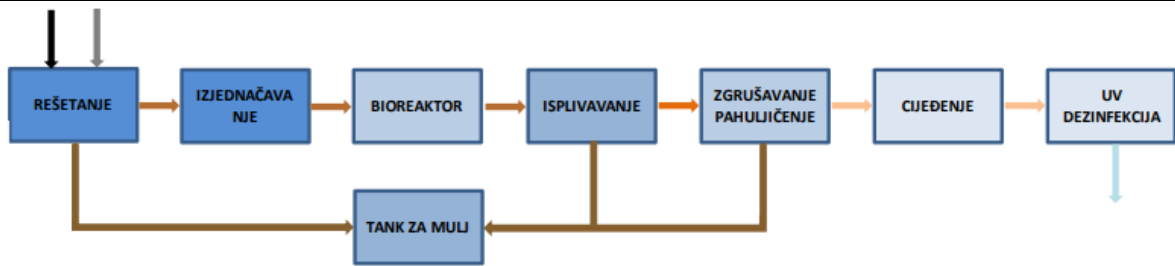 REŠETANJE
IZJEDNAČAVA
NJE
BIOREAKTOR
ISPLIVAVANJE
ZGRUŠAVANJE
PAHULJIČENJE
CIJEĐENJE
UV
DEZINFEKCIJA
TANK ZA MULJ